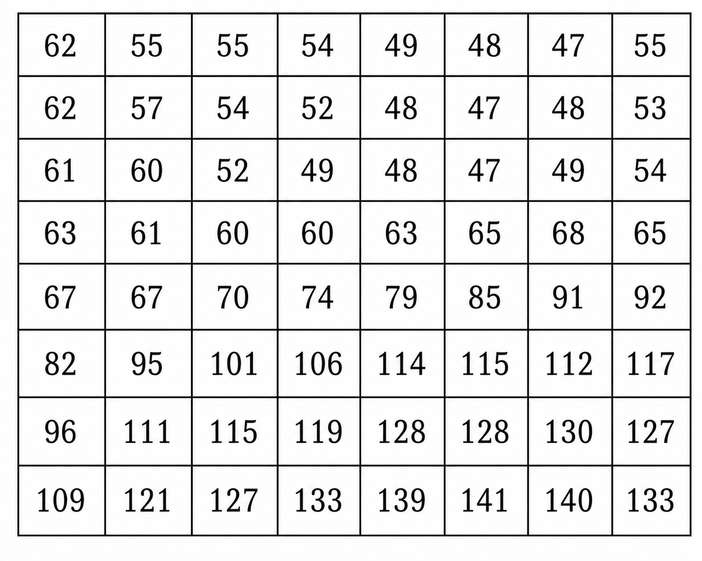 62 55 55 54 49 48 47 55
62 57 54 52 48 47 48 53
61 60 52 49 48 47 49 54
63 61 60 60 63 65 68 65
67 67 70 74 79 85 91 92
82 95 101 106 114 115 112 117
96 111 115 119 128 128 130 127
109 121 127 133 139 141 140 133